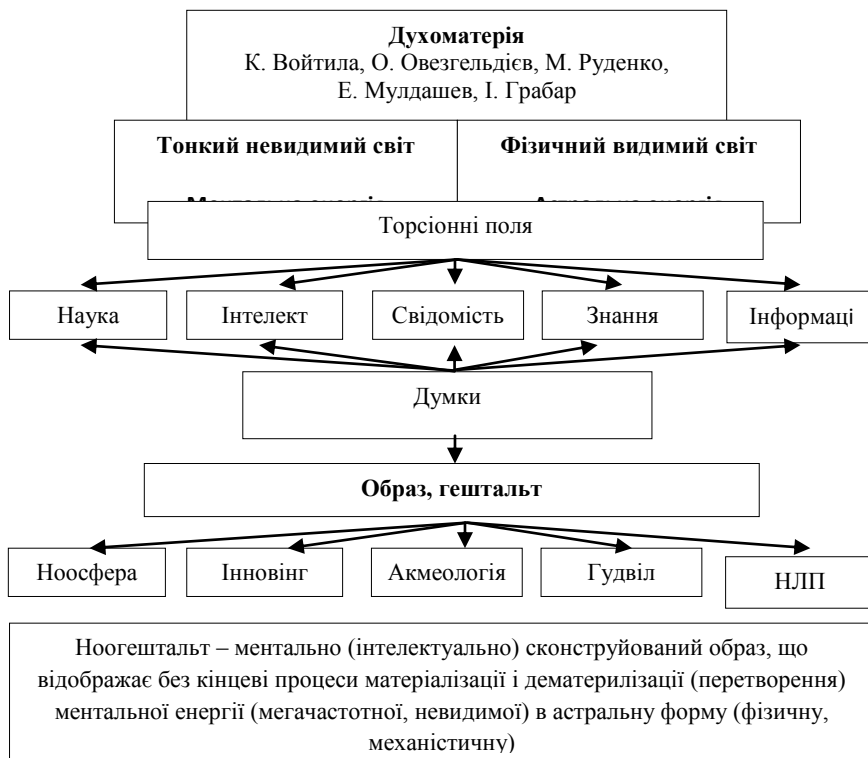 Духоматерія
К. Войтила, О. Овезгельдієв, М. Руденко,
Е. Мулдашев, І. Грабар
Тонкий невидимий світ
Фізичний видимий світ
Торсіонні поля
Наука
Інтелект
Свідомість
Знання
Інформаці
Думки
Образ, гештальт
Ноосфера
Інновінг
Акмеологія
Гудвіл
НЛП
Ноогештальт – ментально (інтелектуально) сконструйований образ, що
відображає без кінцеві процеси матеріалізації і дематерилізації (перетворення)
ментальної енергії (мегачастотної, невидимої) в астральну форму (фізичну,
механістичну)